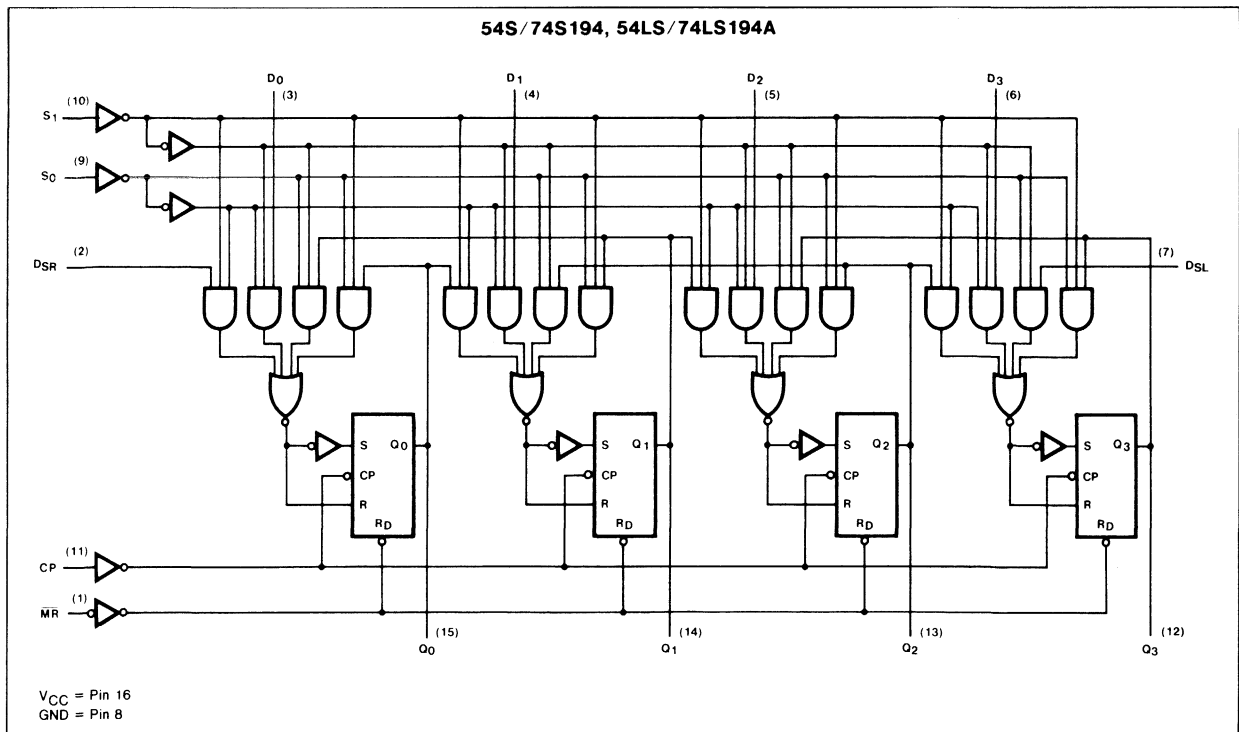 54S/74S194, 54LS/74LS194A
D0 D1 D2 D3
(3) (4) (5) (6)
S1 (10)
S0 (9)
DSR (2)
(7) DSL
S Q0 S Q1 S Q2 S Q3
CP CP CP CP
R R R R
RD RD RD RD
CP (11)
M̅R̅ (1)
Q0 (15) Q1 (14) Q2 (13) Q3 (12)
VCC = Pin 16
GND = Pin 8